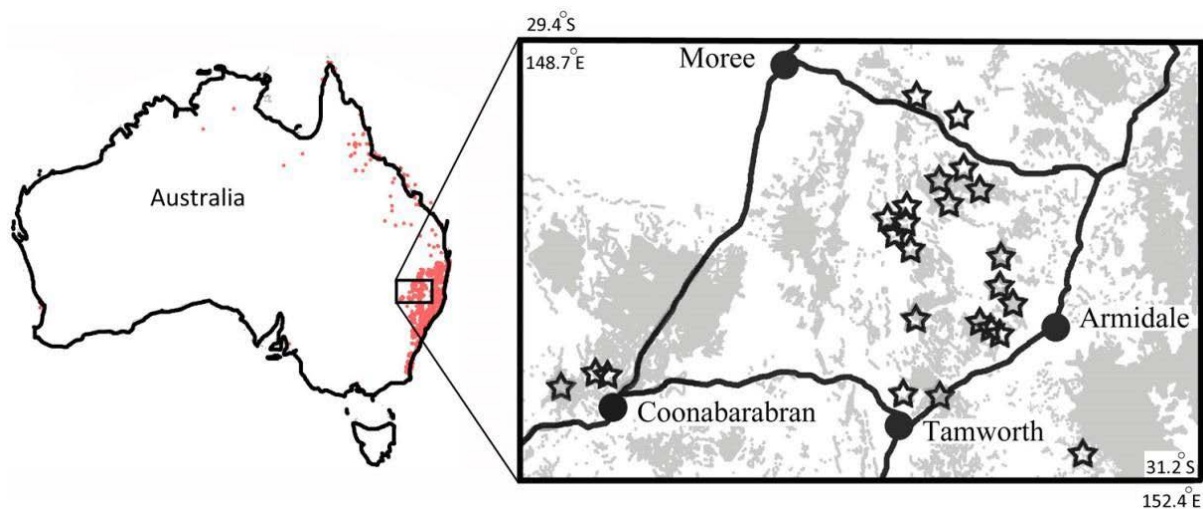 29.4°S
148.7°E
Moree
Australia
Armidale
Coonabarabran
Tamworth
31.2°S
152.4°E